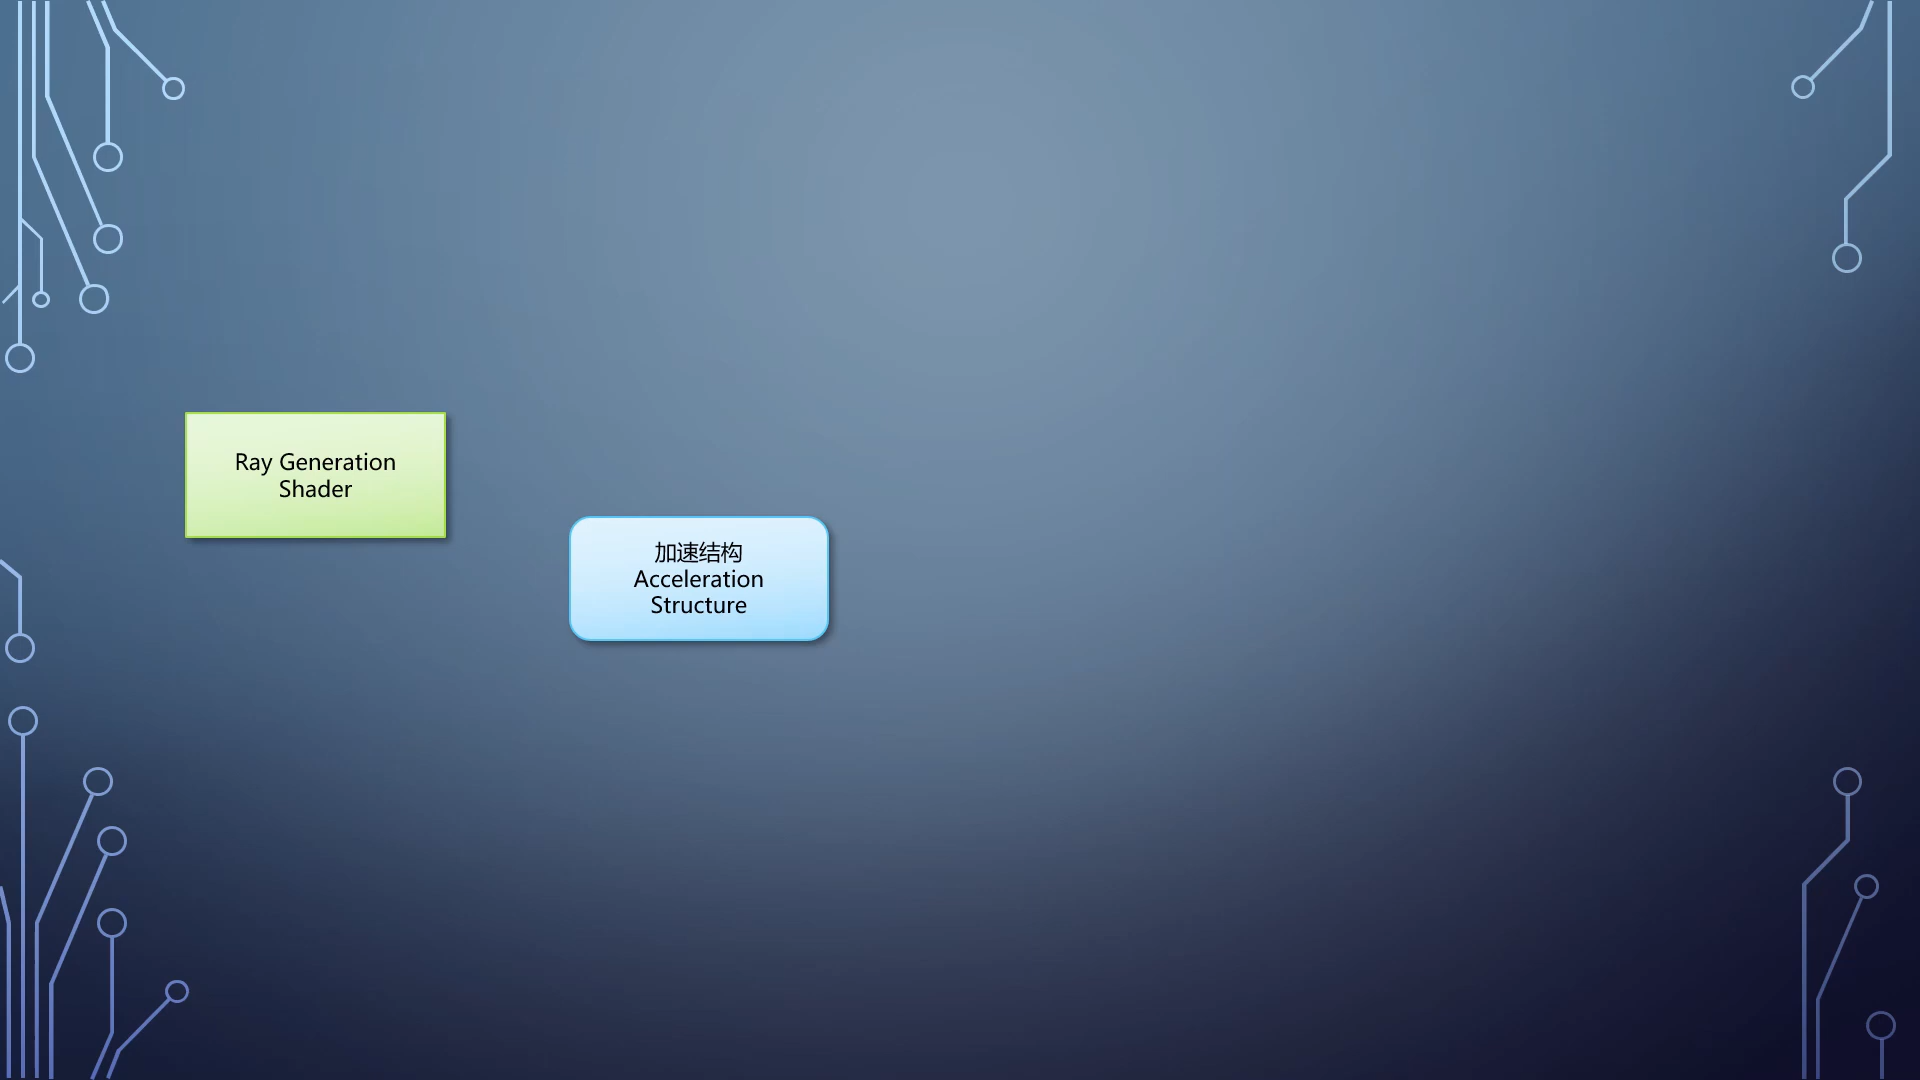 Ray Generation
Shader
加速结构
Acceleration
Structure